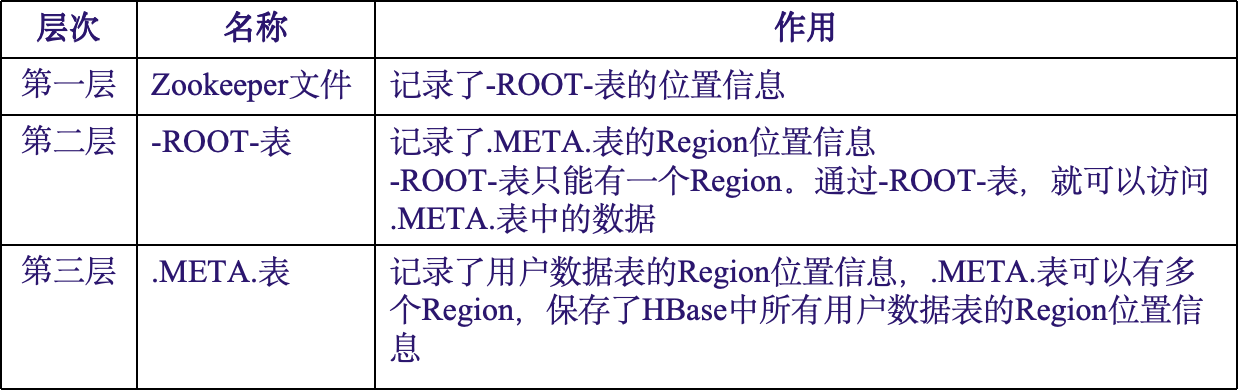 层次 名称 作用
第一层 Zookeeper文件 记录了-ROOT-表的位置信息
第二层 -ROOT-表 记录了.META.表的Region位置信息
-ROOT-表只能有一个Region。通过-ROOT-表，就可以访问
.META.表中的数据
第三层 .META.表 记录了用户数据表的Region位置信息，.META.表可以有多
个Region，保存了HBase中所有用户数据表的Region位置信
息